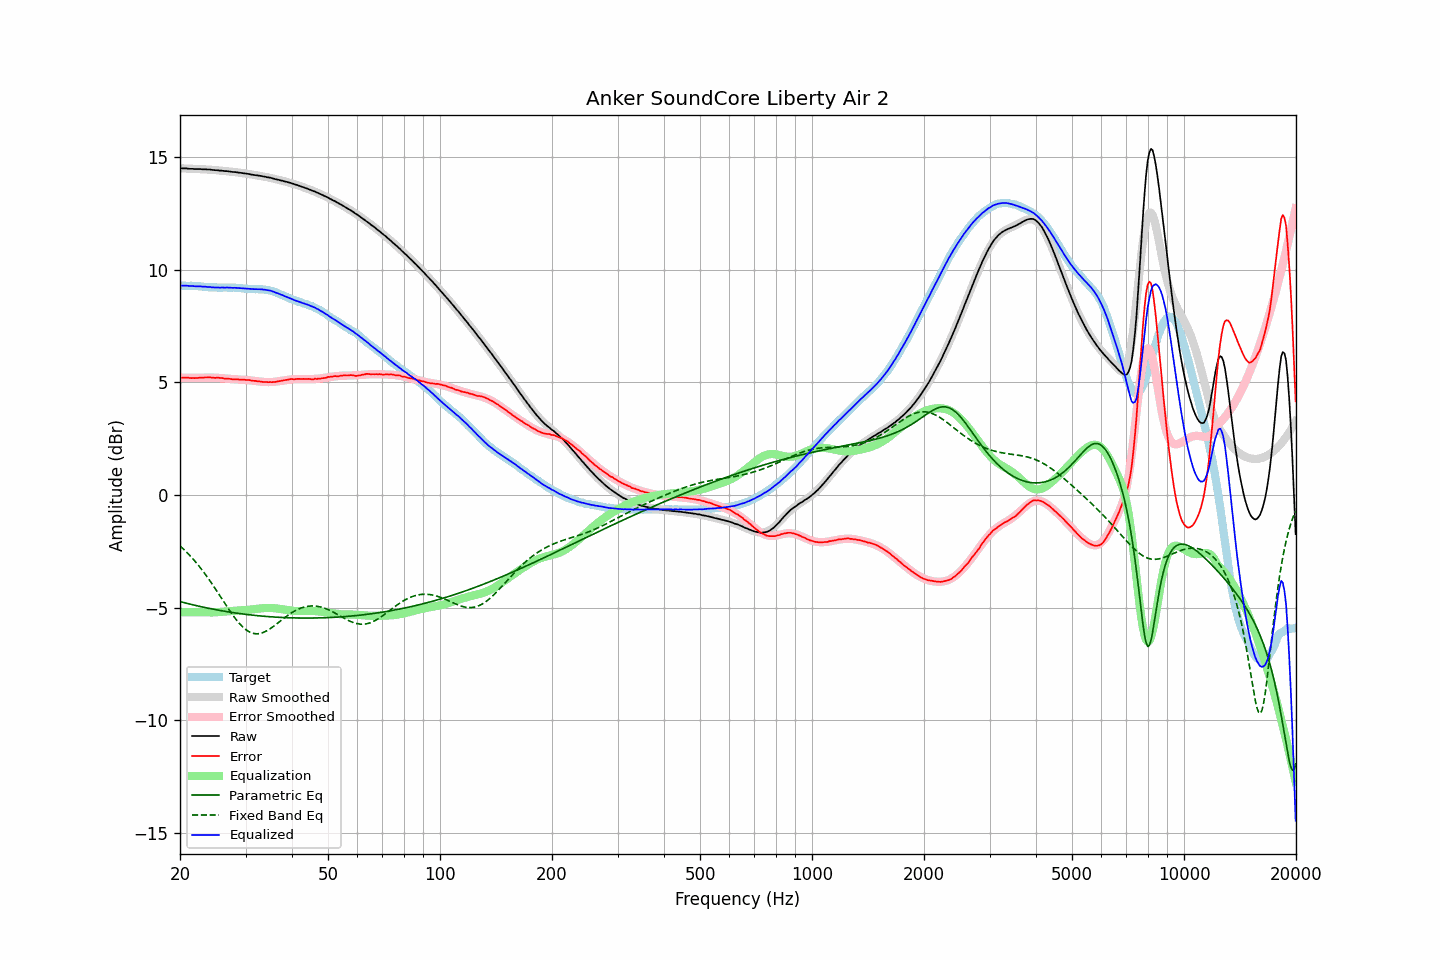 Anker SoundCore Liberty Air 2
Amplitude (dBr)
15
10
5
0
−5
−10
−15
Target
Raw Smoothed
Error Smoothed
Raw
Error
Equalization
Parametric Eq
Fixed Band Eq
Equalized
20 50 100 200 500 1000 2000 5000 10000 20000
Frequency (Hz)